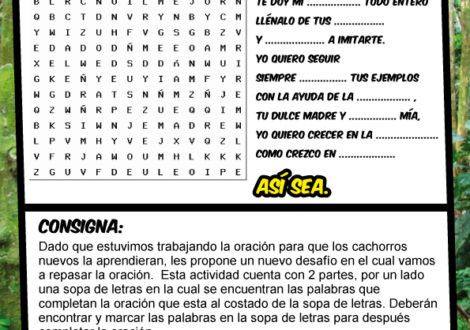 B L R C N O I L M E J O R N
TE DOY MI ................... TODO ENTERO
O B C T D N V R Y N B Y C M
LLÉNALO DE TUS ................
Y W I Z U H F V G S G B Z V
Y .................... A IMITARTE.
E D A D O D Ñ M E E O A M R
YO QUIERO SEGUIR
X E L W E D S D D ń N W U I
G K E Ñ Y E U Y I A M F Y R
SIEMPRE ................ TUS EJEMPLOS
W G D R A T S N Ñ M Z Ñ J E
CON LA AYUDA DE LA .................. ,
Q Z W Ñ R P E Z U E Q Q I M
TU DULCE MADRE Y ................ MÍA,
B K S I W N J E M A D R E W
YO QUIERO CRECER EN LA .....................
L P V M H Y V E J X V Q Z L
COMO CREZCO EN ...................
V F R J A W O U M H L K K K
Z G U V F D E U L E O I P E
ASÍ SEA.
CONSIGNA:
Dado que estuvimos trabajando la oración para que los cachorros
nuevos la aprendieran, les propone un nuevo desafío en el cual vamos
a repasar la oración.  Esta actividad cuenta con 2 partes, por un lado
una sopa de letras en la cual se encuentran las palabras que
completan la oración que esta al costado de la sopa de letras. Deberán
encontrar y marcar las palabras en la sopa de letras para después
completar la oración